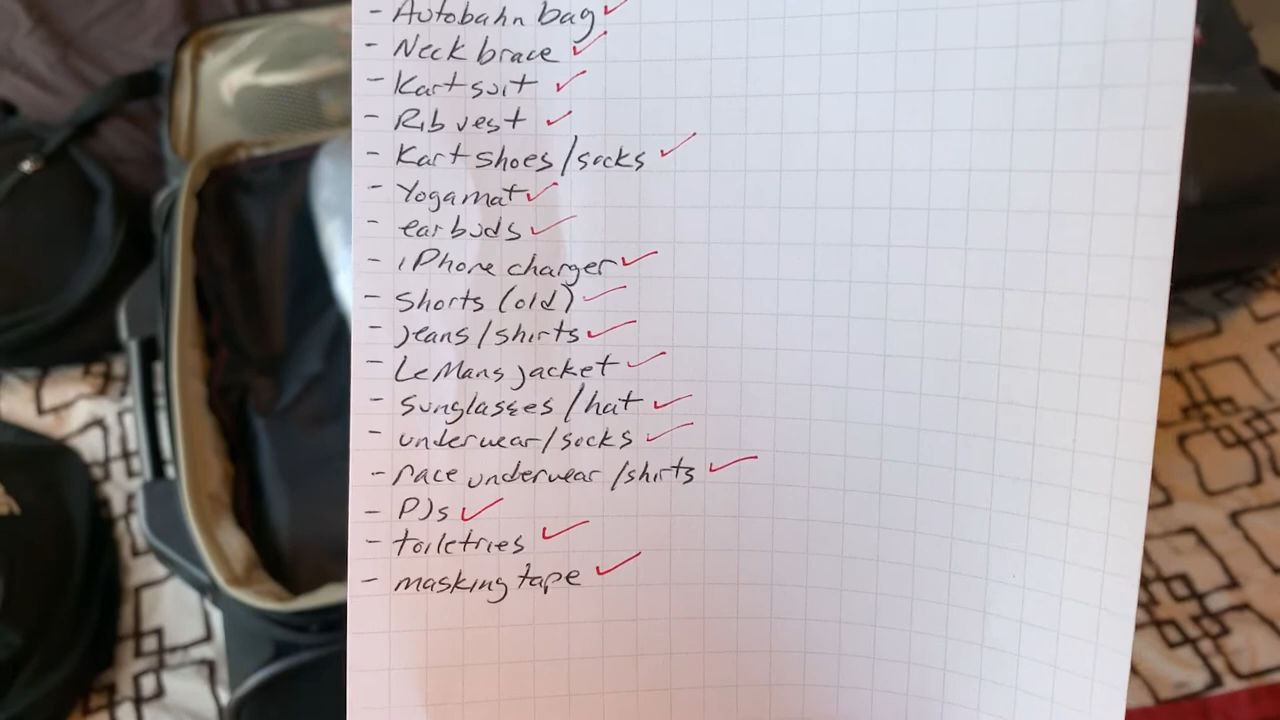 - Autobahn bag ✓
- Neck brace ✓
- Kart suit ✓
- Rib vest ✓
- Kart shoes/socks ✓
- Yoga mat ✓
- ear buds ✓
- iPhone charger ✓
- Shorts (old) ✓
- Jeans/shirts ✓
- LeMans jacket ✓
- Sunglasses/hat ✓
- underwear/socks ✓
- race underwear/shirts ✓
- PJs ✓
- toiletries ✓
- masking tape ✓